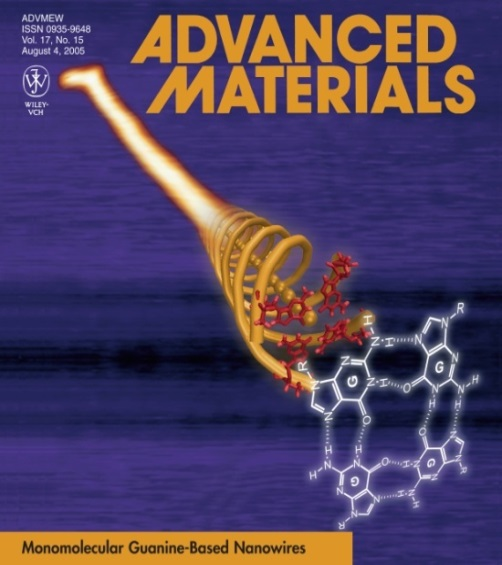 ADVMEW
ISSN 0935-9648
Vol. 17, No. 15
August 4, 2005
WILEY-
VCH
ADVANCED
MATERIALS
R
H
N-H
N
N
N
G
N-H
O
N
R
N
G
N
H
N
H
O
H
H
N
N
O
H
N
G
N
R
H-N
N
O
G
N
N
R
H
Monomolecular Guanine-Based Nanowires